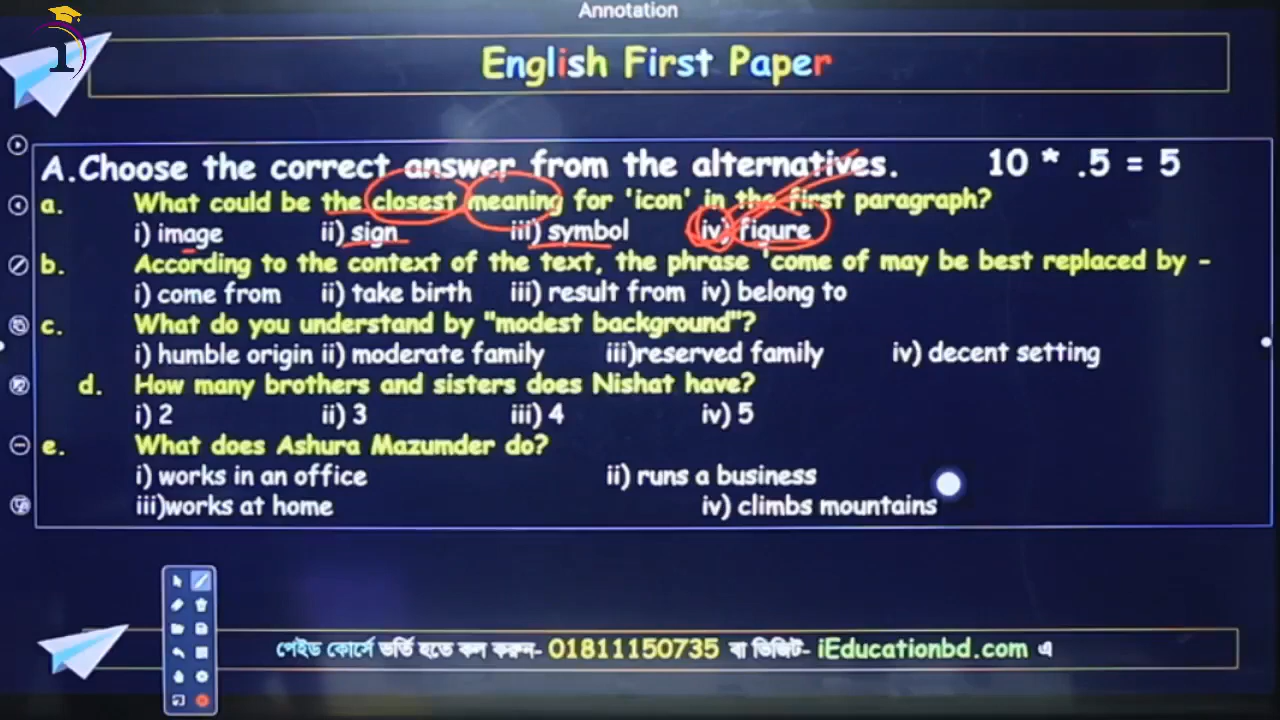 Annotation
English First Paper
A.Choose the correct answer from the alternatives. 10 * .5 = 5
a. What could be the closest meaning for 'icon' in the first paragraph?
i) image ii) sign iii) symbol iv) figure
b. According to the context of the text, the phrase 'come of may be best replaced by -
i) come from ii) take birth iii) result from iv) belong to
c. What do you understand by "modest background"?
i) humble origin ii) moderate family iii)reserved family iv) decent setting
d. How many brothers and sisters does Nishat have?
i) 2 ii) 3 iii) 4 iv) 5
e. What does Ashura Mazumder do?
i) works in an office ii) runs a business
iii)works at home iv) climbs mountains
পেইড কোর্সে ভর্তি হতে কল করুন- 01811150735 বা ভিজিট- iEducationbd.com এ